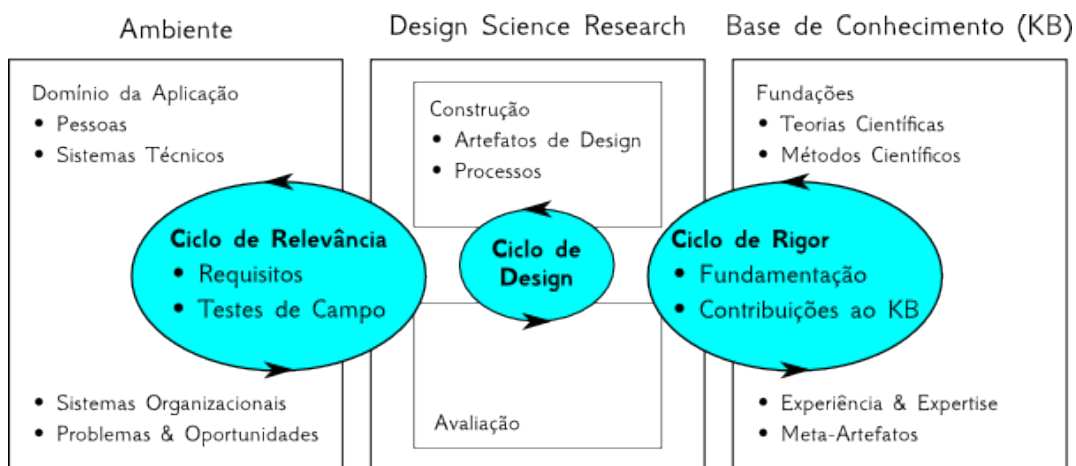 Ambiente
Design Science Research
Base de Conhecimento (KB)
Domínio da Aplicação
• Pessoas
• Sistemas Técnicos
Ciclo de Relevância
• Requisitos
• Testes de Campo
• Sistemas Organizacionais
• Problemas & Oportunidades
Construção
• Artefatos de Design
• Processos
Ciclo de
Design
Avaliação
Fundações
• Teorias Científicas
• Métodos Científicos
Ciclo de Rigor
• Fundamentação
• Contribuições ao KB
• Experiência & Expertise
• Meta-Artefatos